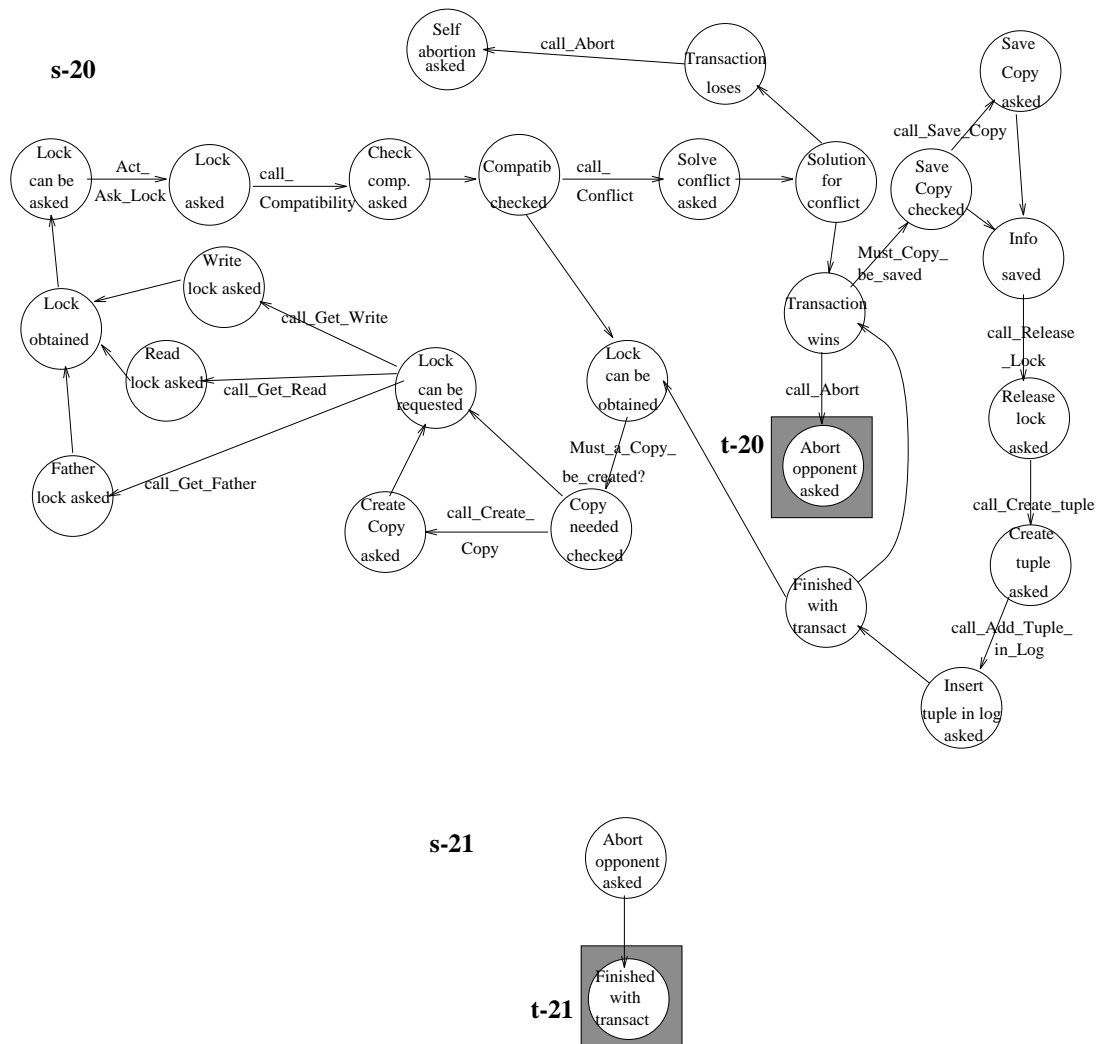 Self
abortion
asked
call_Abort
Transaction
loses
Save
Copy
asked
s-20
call_Save_Copy
Lock
can be
asked
Act_
Ask_Lock
Lock
asked
call_
Compatibility
Check
comp.
asked
Compatib
checked
call_
Conflict
Solve
conflict
asked
Solution
for
conflict
Save
Copy
checked
Info
saved
Must_Copy_
be_saved
Write
lock asked
Lock
obtained
call_Get_Write
Transaction
wins
call_Release
_Lock
Read
lock asked
call_Get_Read
Lock
can be
requested
Lock
can be
obtained
call_Abort
Release
lock
asked
t-20
Abort
opponent
asked
Must_a_Copy_
be_created?
Father
lock asked
call_Get_Father
Create
Copy
asked
call_Create_
Copy
Copy
needed
checked
call_Create_tuple
Create
tuple
asked
Finished
with
transact
call_Add_Tuple_
in_Log
Insert
tuple in log
asked
s-21
Abort
opponent
asked
t-21
Finished
with
transact